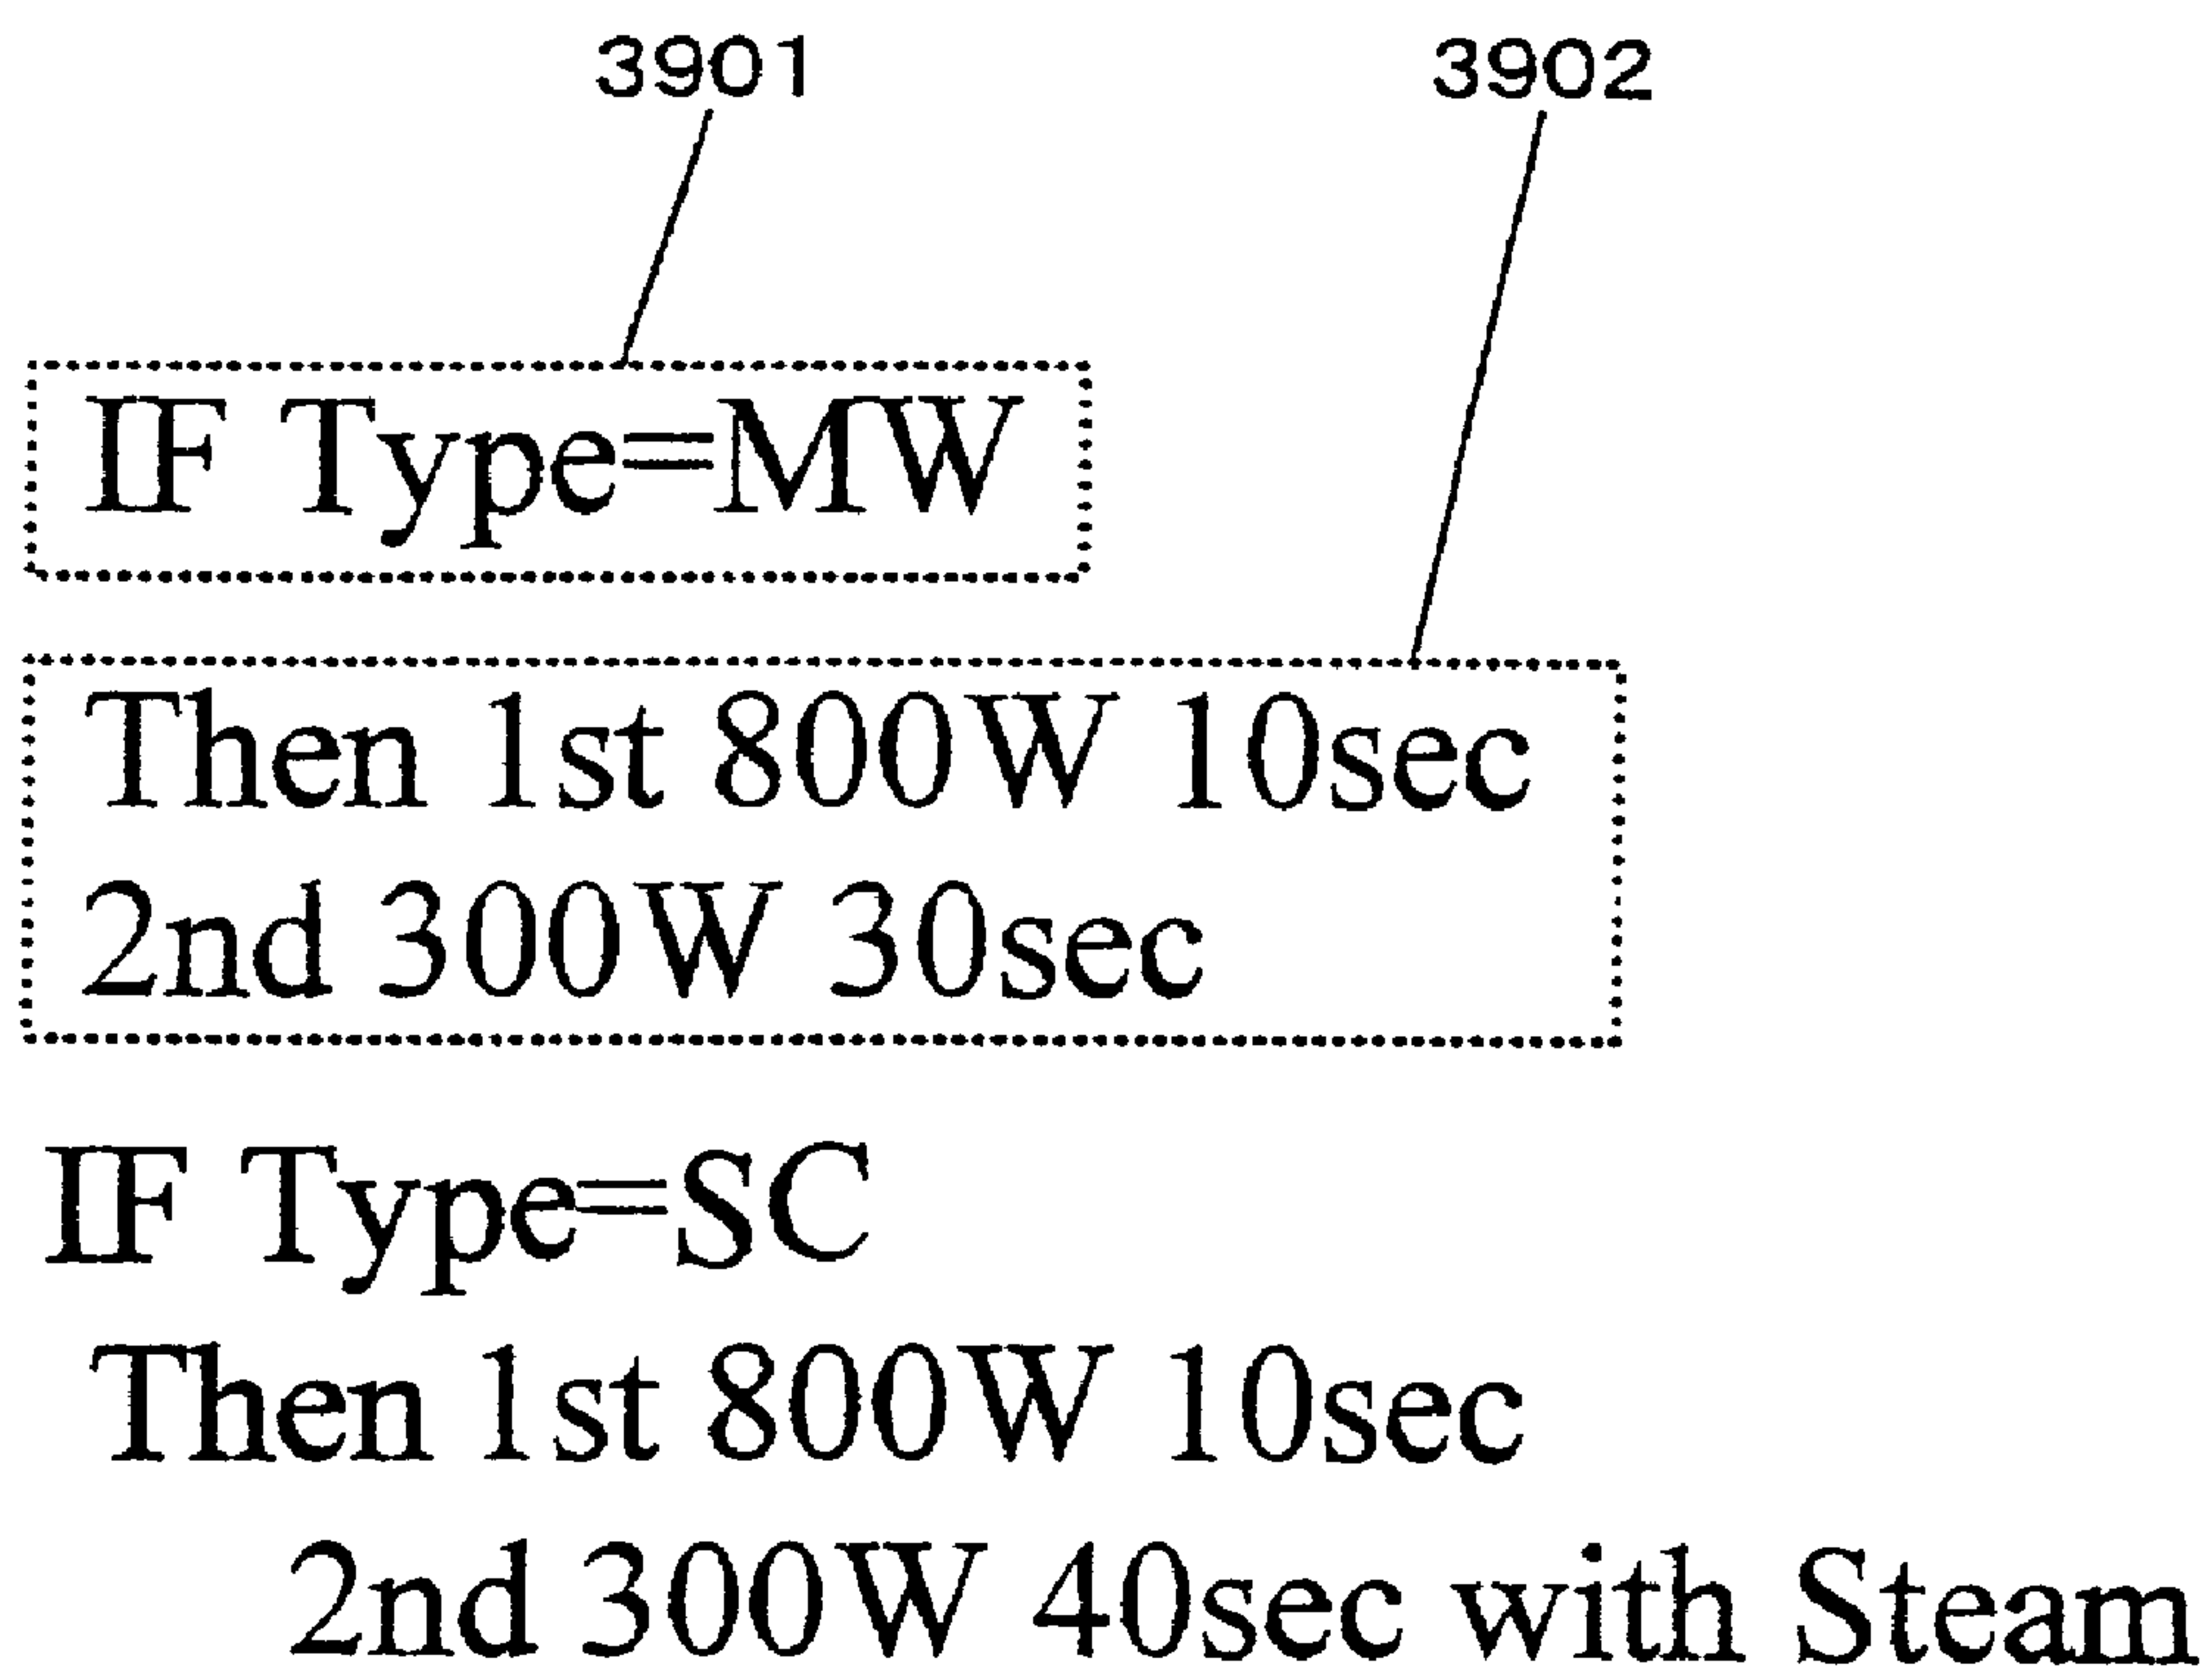 3901 3902
IF Type=MW
Then 1st 800W 10sec
2nd 300W 30sec
IF Type=SC
Then 1st 800W 10sec
2nd 300W 40sec with Steam